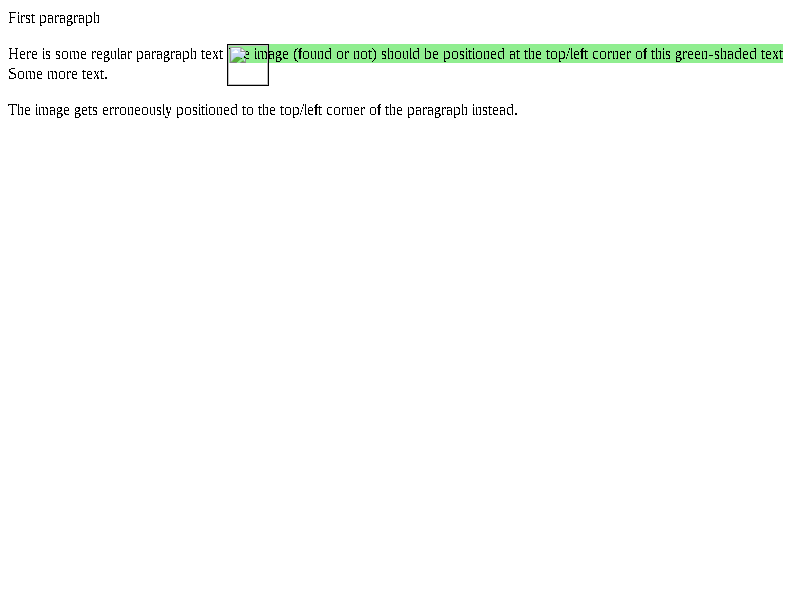 First paragraph
Here is some regular paragraph text image (found or not) should be positioned at the top/left corner of this green-shaded text
Some more text.
The image gets erroneously positioned to the top/left corner of the paragraph instead.